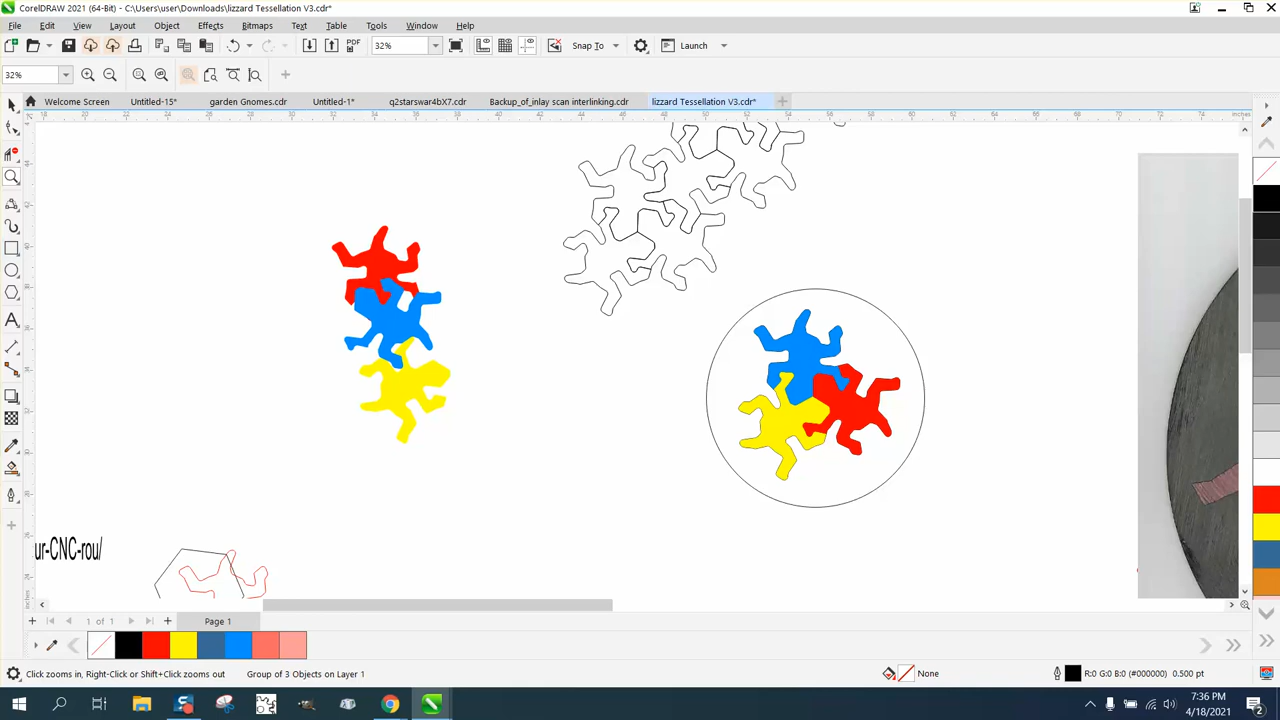 CorelDRAW 2021 (64-Bit) - C:\Users\user\Downloads\lizzard Tessellation V3.cdr*
File Edit View Layout Object Effects Bitmaps Text Table Tools Window Help
32% Snap To Launch
32%
Welcome Screen Untitled-15* garden Gnomes.cdr Untitled-1* q2starswar4bX7.cdr Backup_of_inlay scan interlinking.cdr lizzard Tessellation V3.cdr*
inches
ur-CNC-rou/
1 of 1 Page 1
Click zooms in, Right-Click or Shift+Click zooms out Group of 3 Objects on Layer 1 None R:0 G:0 B:0 (#000000) 0.500 pt
7:36 PM
4/18/2021
2